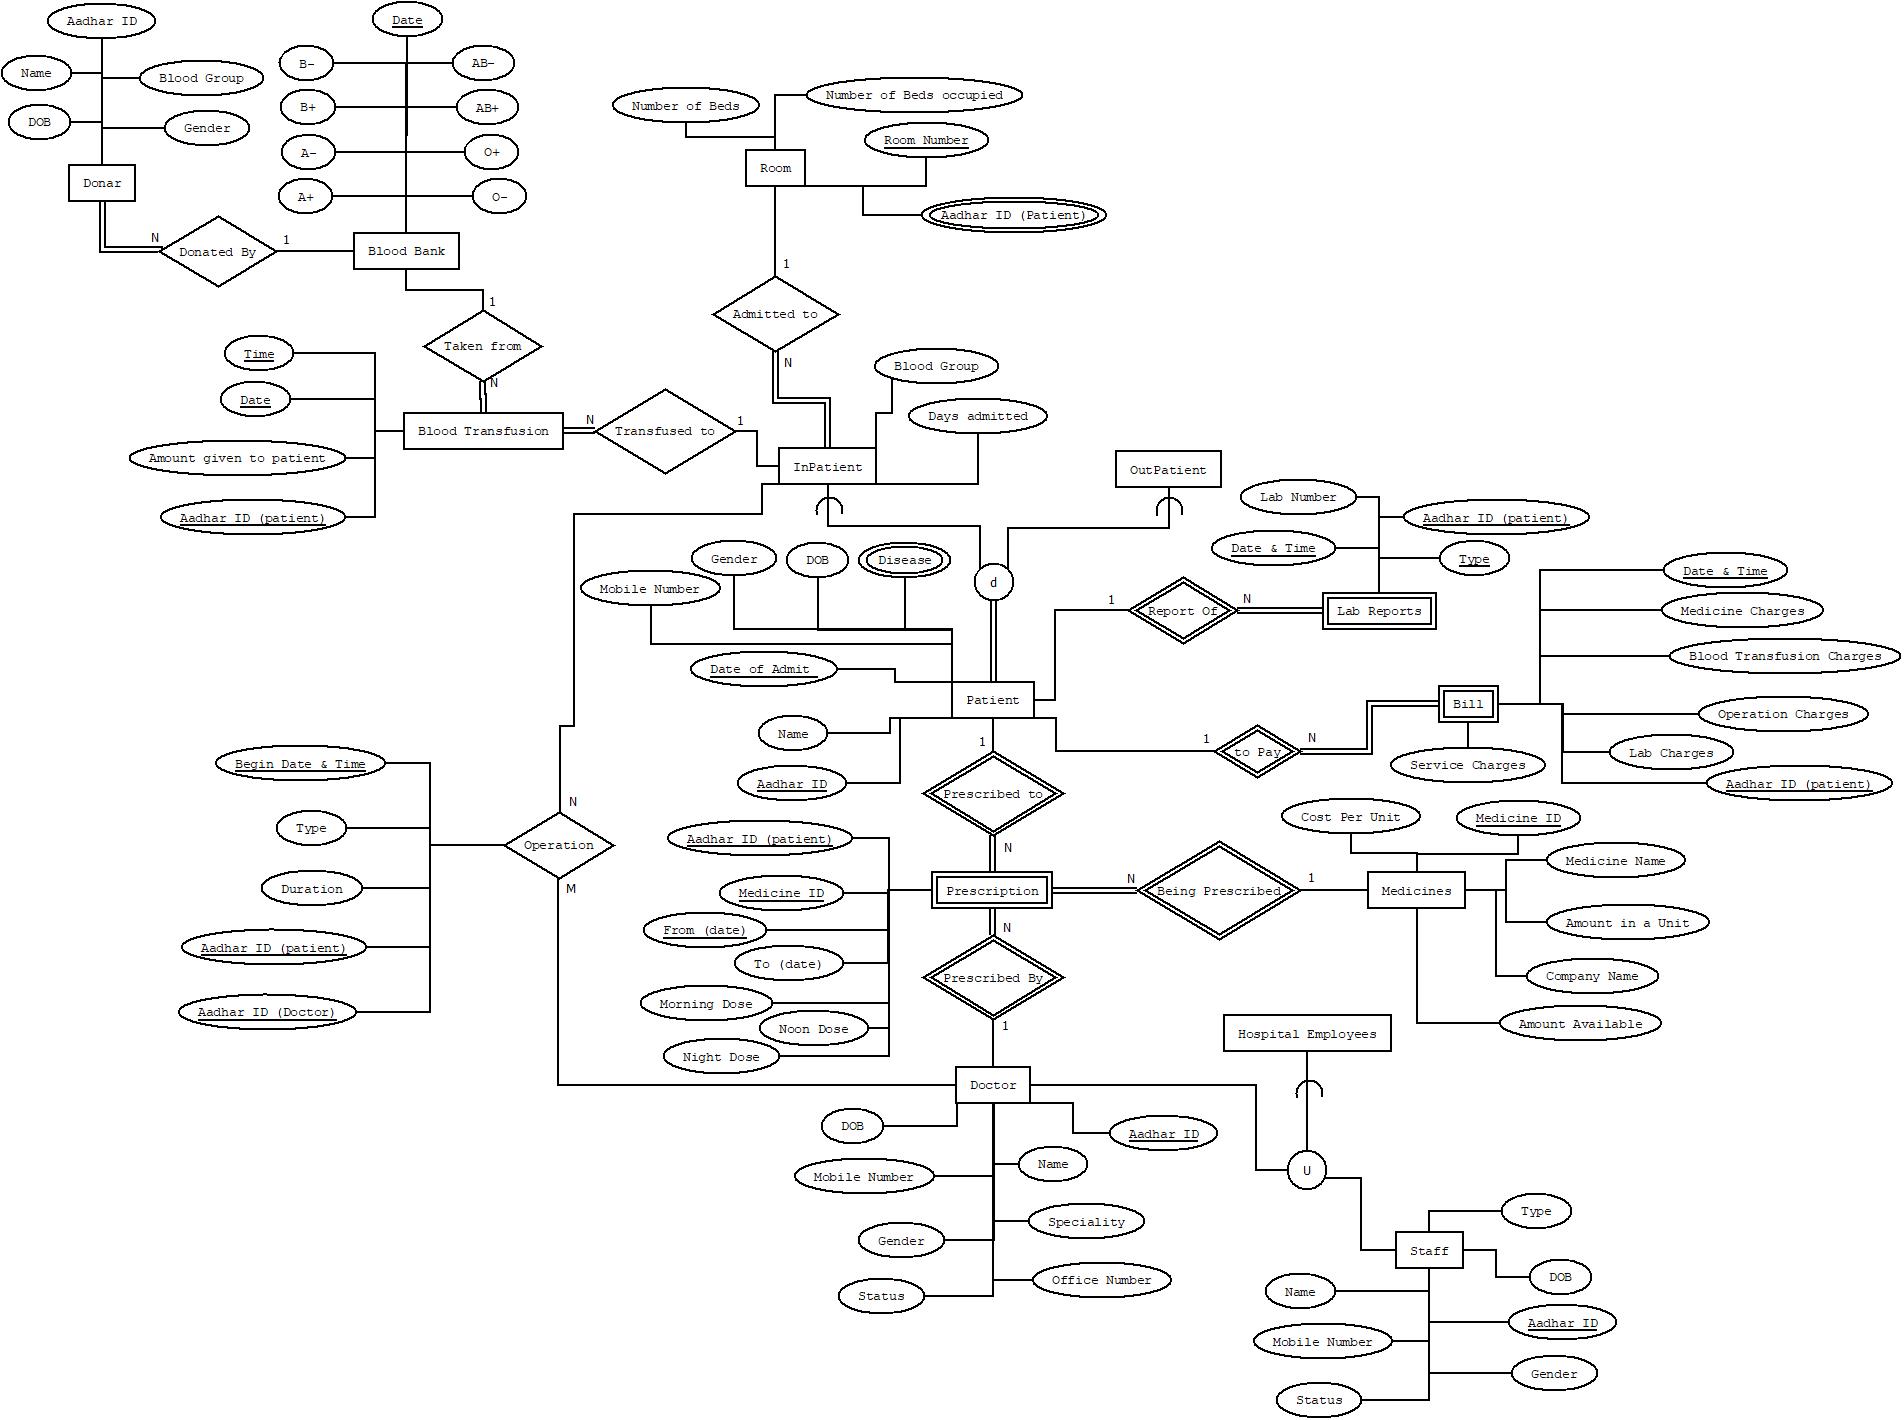 Aadhar ID
Date
Name
Blood Group
B-
AB-
DOB
Gender
B+
AB+
A-
O+
A+
O-
Donar
N
Donated By
1
Blood Bank
1
Taken from
N
Number of Beds
Number of Beds occupied
Room Number
Room
Aadhar ID (Patient)
1
Admitted to
N
Time
Date
Amount given to patient
Aadhar ID (patient)
Blood Transfusion
N
Transfused to
1
Blood Group
Days admitted
InPatient
OutPatient
Lab Number
Aadhar ID (patient)
Date & Time
Type
1
Report Of
N
Lab Reports
Gender
DOB
Disease
Mobile Number
d
Date of Admit
Patient
Name
Aadhar ID
Date & Time
Medicine Charges
Blood Transfusion Charges
Bill
Operation Charges
Lab Charges
Service Charges
Aadhar ID (patient)
1
to Pay
N
1
Prescribed to
N
Begin Date & Time
Type
Duration
Aadhar ID (patient)
Aadhar ID (Doctor)
N
Operation
M
Aadhar ID (patient)
Medicine ID
From (date)
To (date)
Morning Dose
Noon Dose
Night Dose
Prescription
N
Being Prescribed
1
Medicines
Cost Per Unit
Medicine ID
Medicine Name
Amount in a Unit
Company Name
Amount Available
N
Prescribed By
1
Hospital Employees
Doctor
DOB
Aadhar ID
Name
Mobile Number
Speciality
Gender
Office Number
Status
U
Type
Staff
DOB
Name
Aadhar ID
Mobile Number
Gender
Status